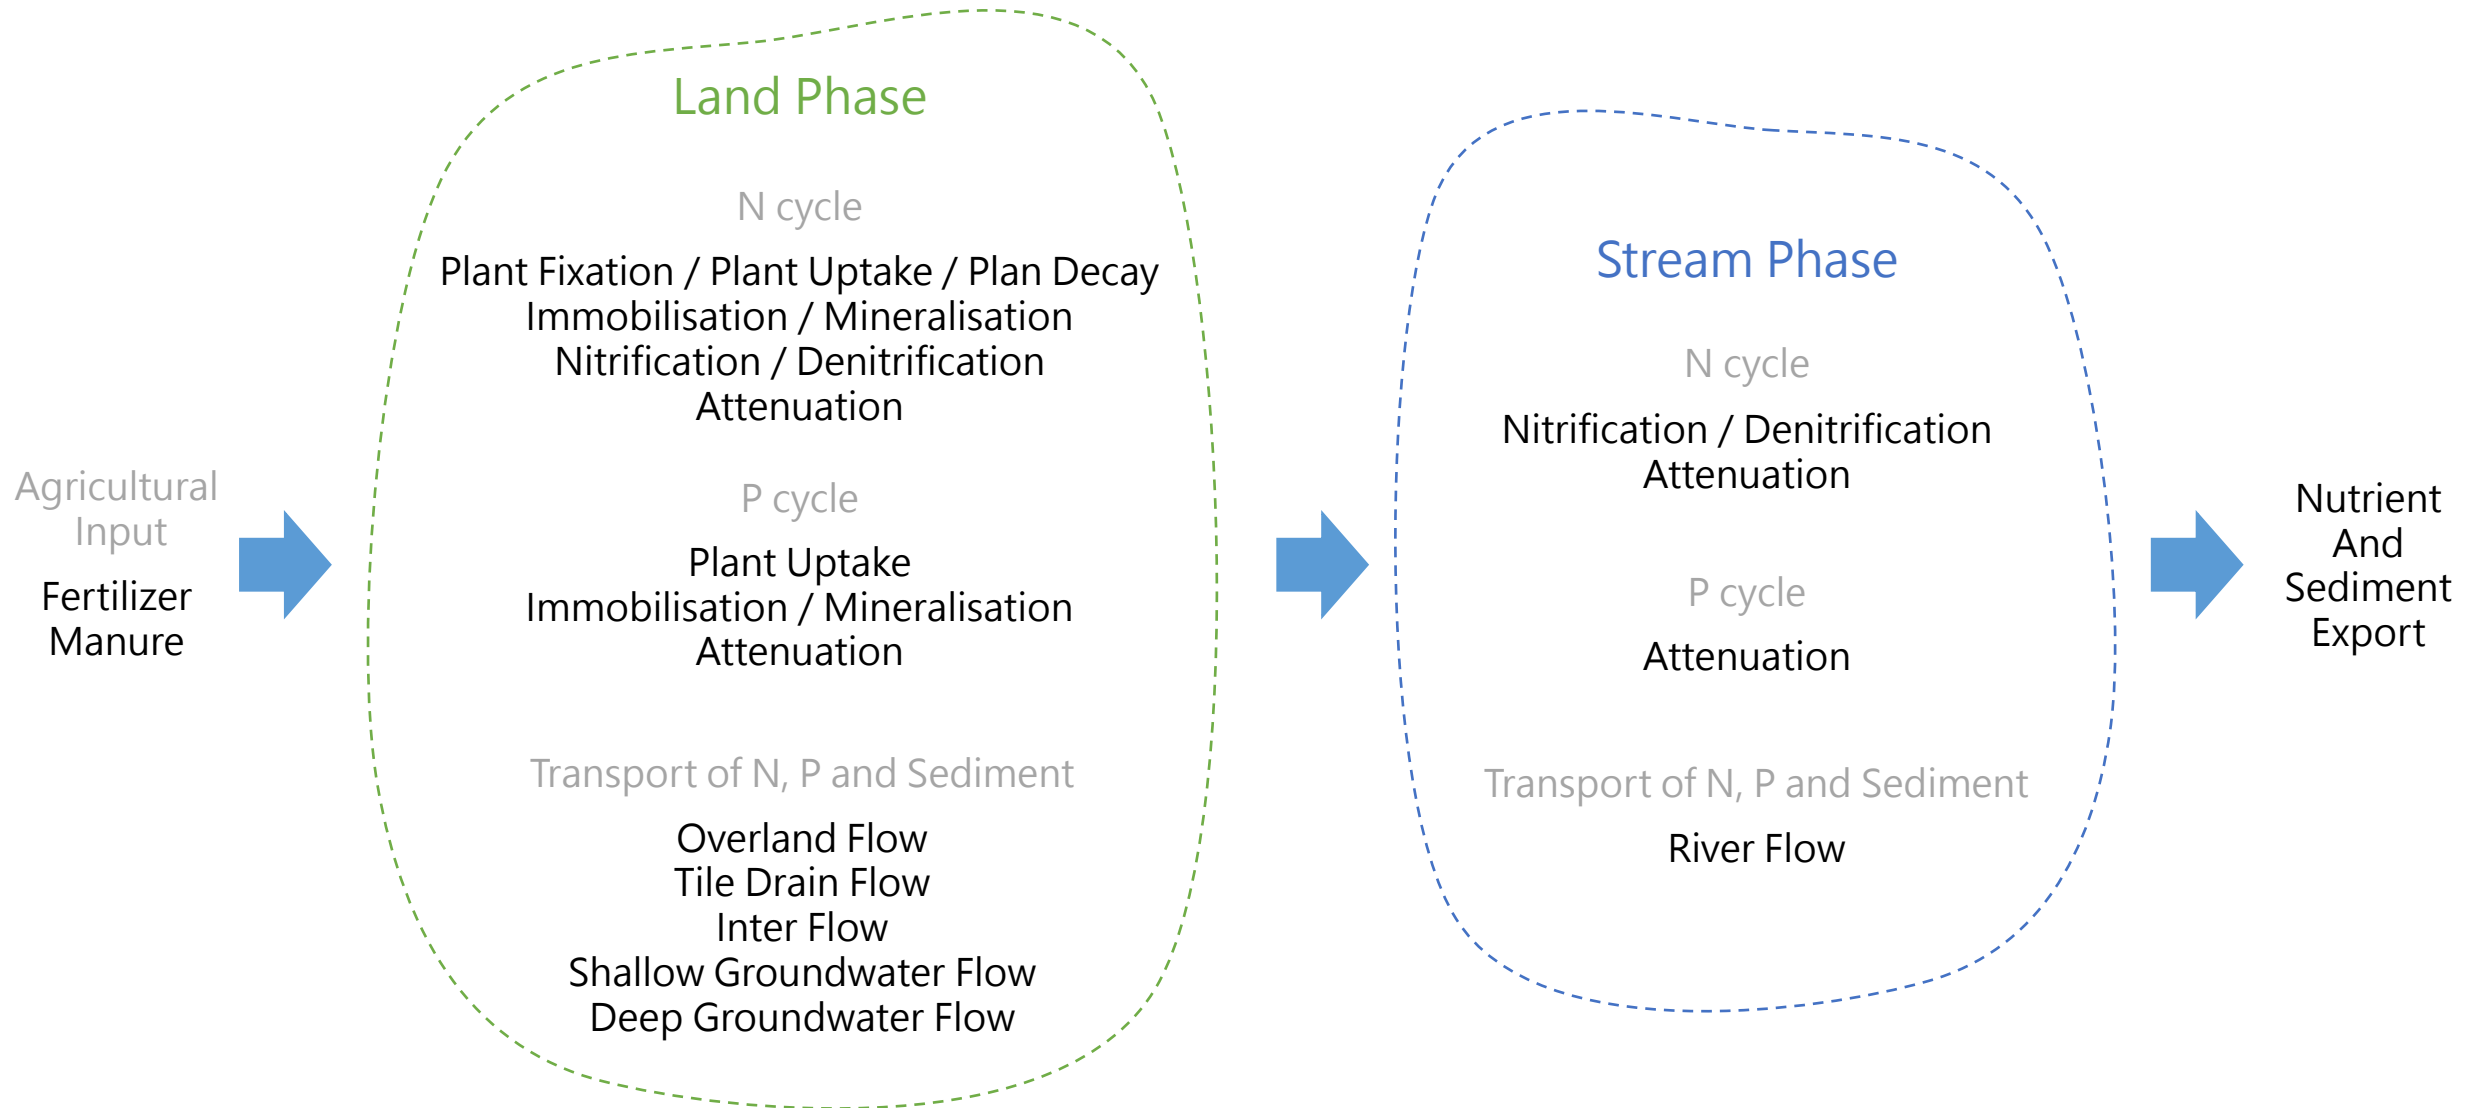 Agricultural
Input
Fertilizer
Manure
Land Phase
N cycle
Plant Fixation / Plant Uptake / Plan Decay
Immobilisation / Mineralisation
Nitrification / Denitrification
Attenuation
P cycle
Plant Uptake
Immobilisation / Mineralisation
Attenuation
Transport of N, P and Sediment
Overland Flow
Tile Drain Flow
Inter Flow
Shallow Groundwater Flow
Deep Groundwater Flow
Stream Phase
N cycle
Nitrification / Denitrification
Attenuation
P cycle
Attenuation
Transport of N, P and Sediment
River Flow
Nutrient
And
Sediment
Export